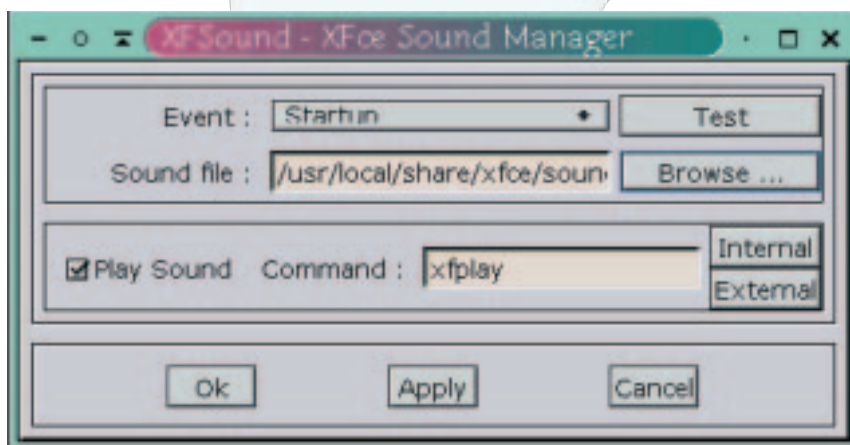 XFSound - XFce Sound Manager
Event : Startup Test
Sound file : /usr/local/share/xfce/soun Browse ...
Play Sound Command : xfplay Internal
External
Ok Apply Cancel